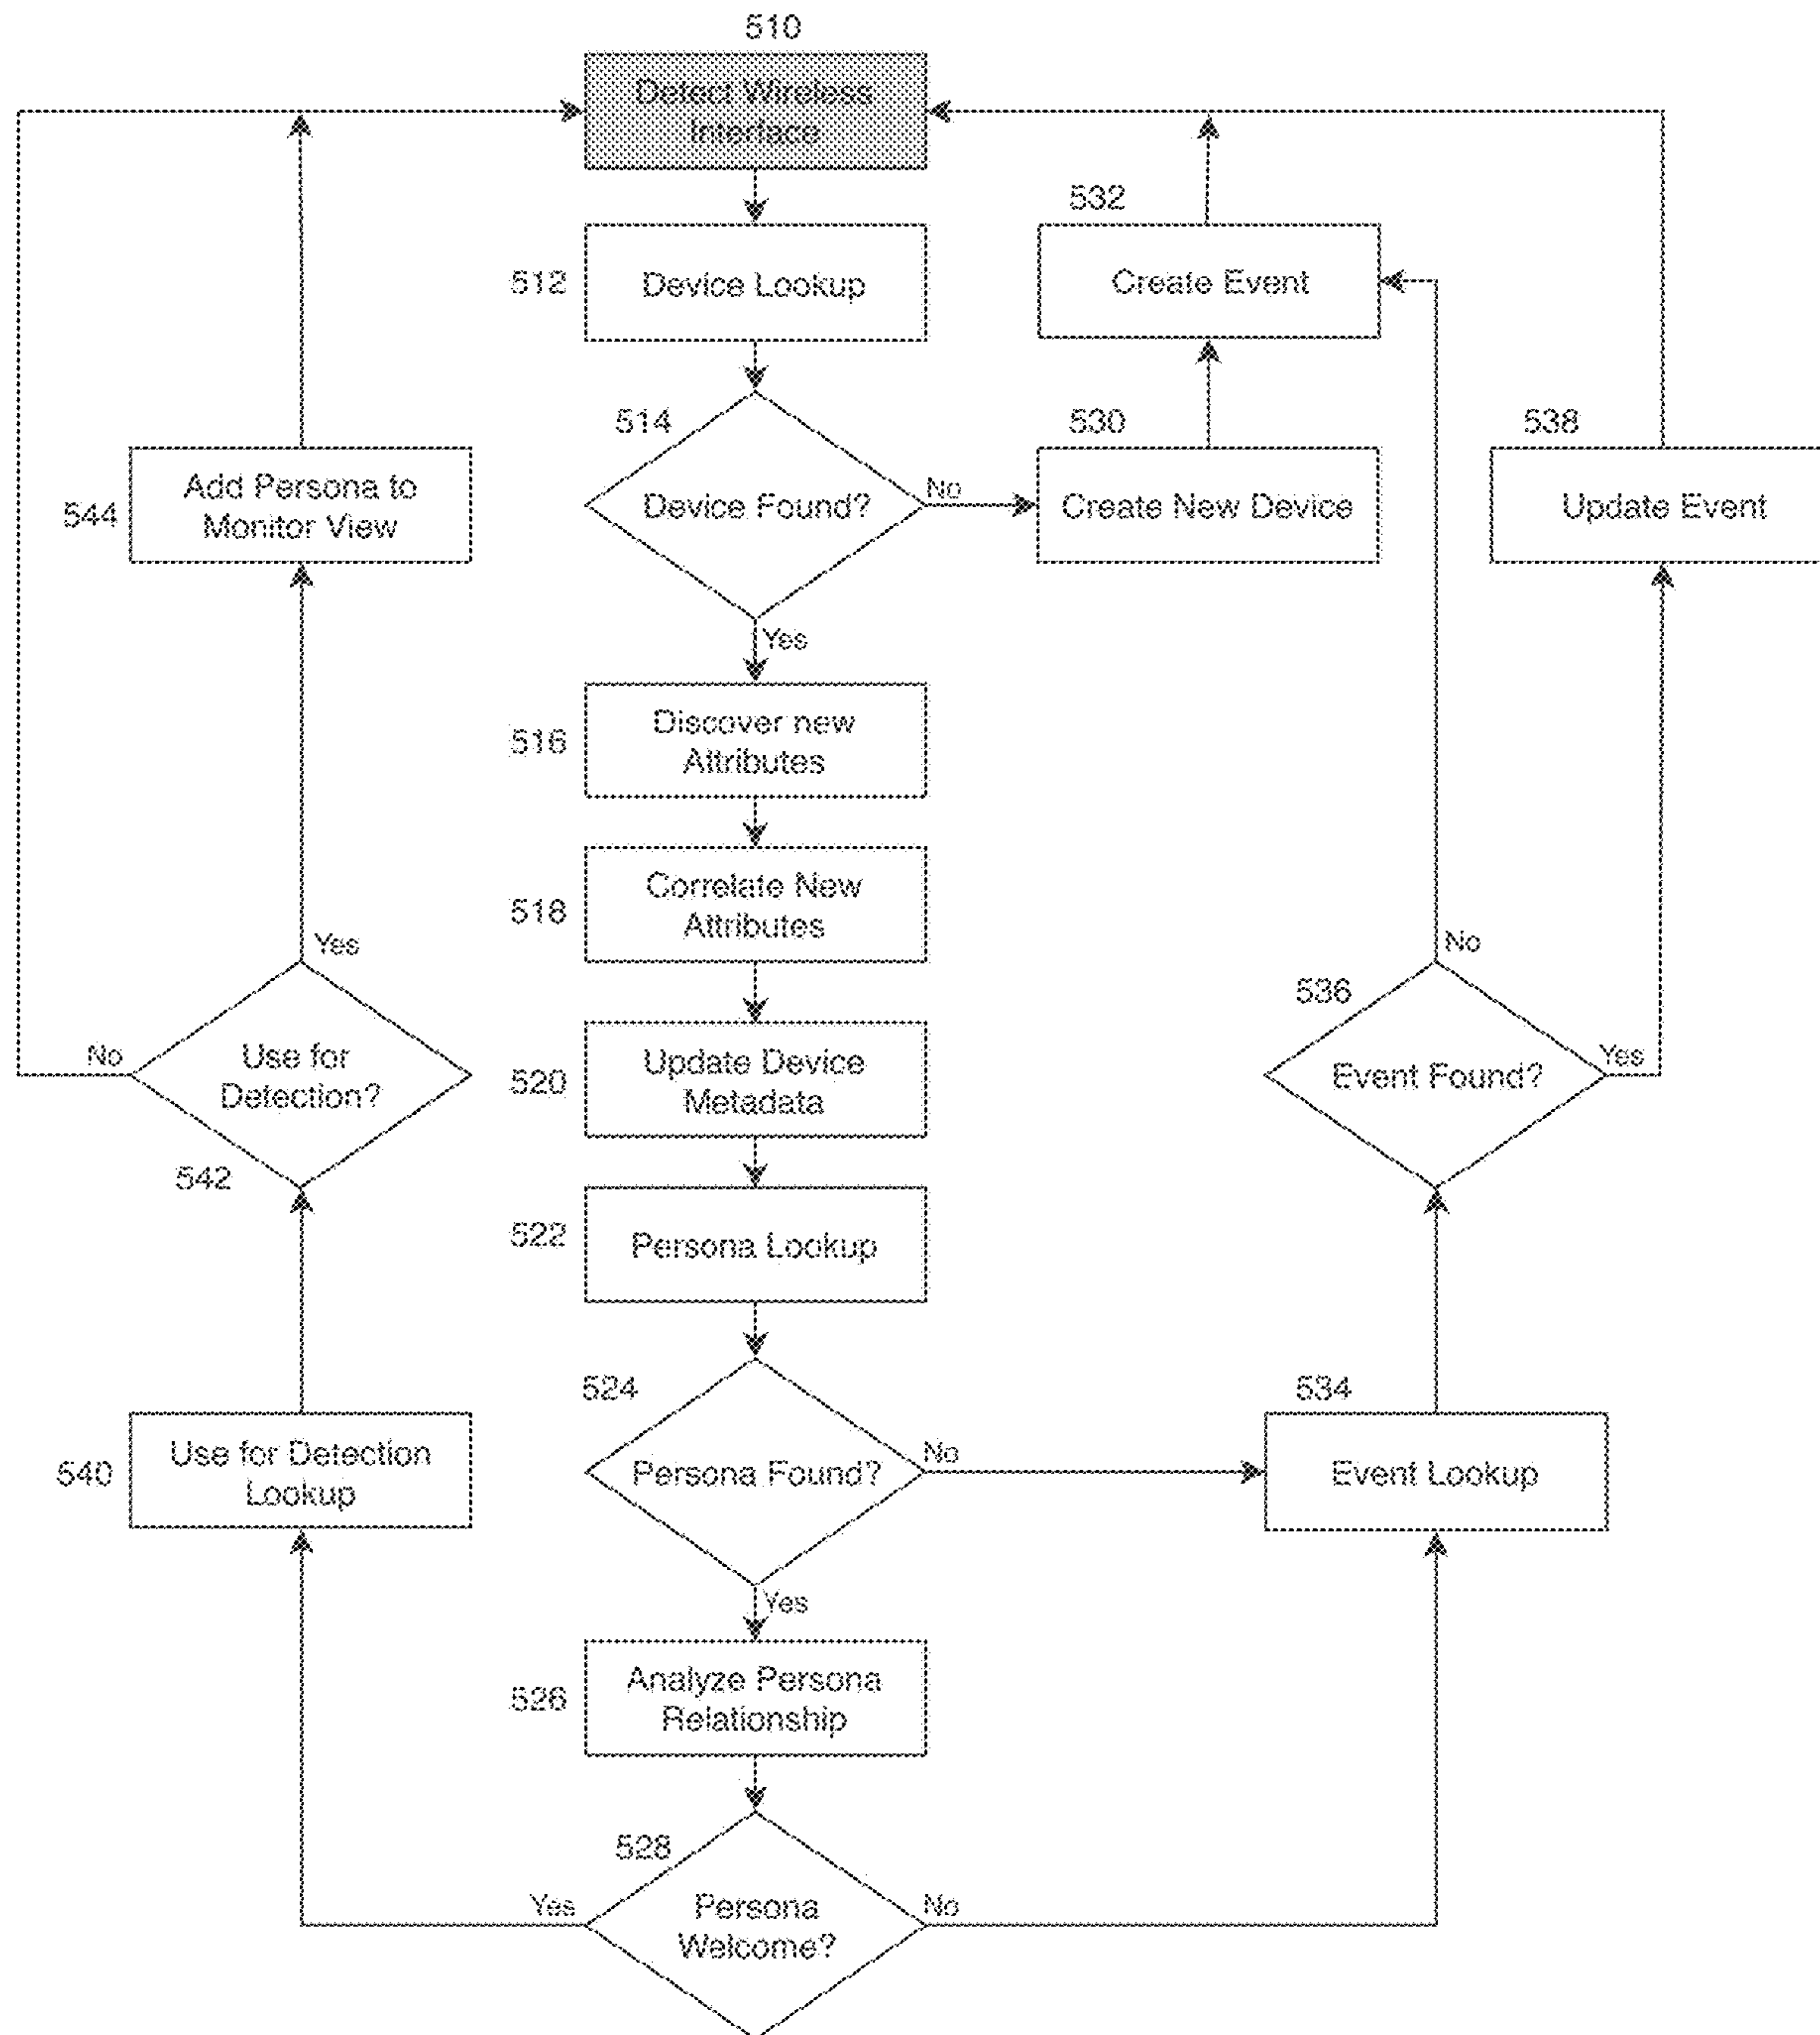 510
Detect Wireless
Interface
532
512
Device Lookup
Create Event
514
530
538
544
Add Persona to
Monitor View
Device Found?
No
Create New Device
Update Event
Yes
516
Discover new
Attributes
518
Correlate New
Attributes
Yes
No
536
No
Use for
Detection?
520
Update Device
Metadata
Event Found?
Yes
542
522
Persona Lookup
524
534
540
Use for Detection
Lookup
Persona Found?
No
Event Lookup
Yes
526
Analyze Persona
Relationship
528
Yes
Persona
Welcome?
No